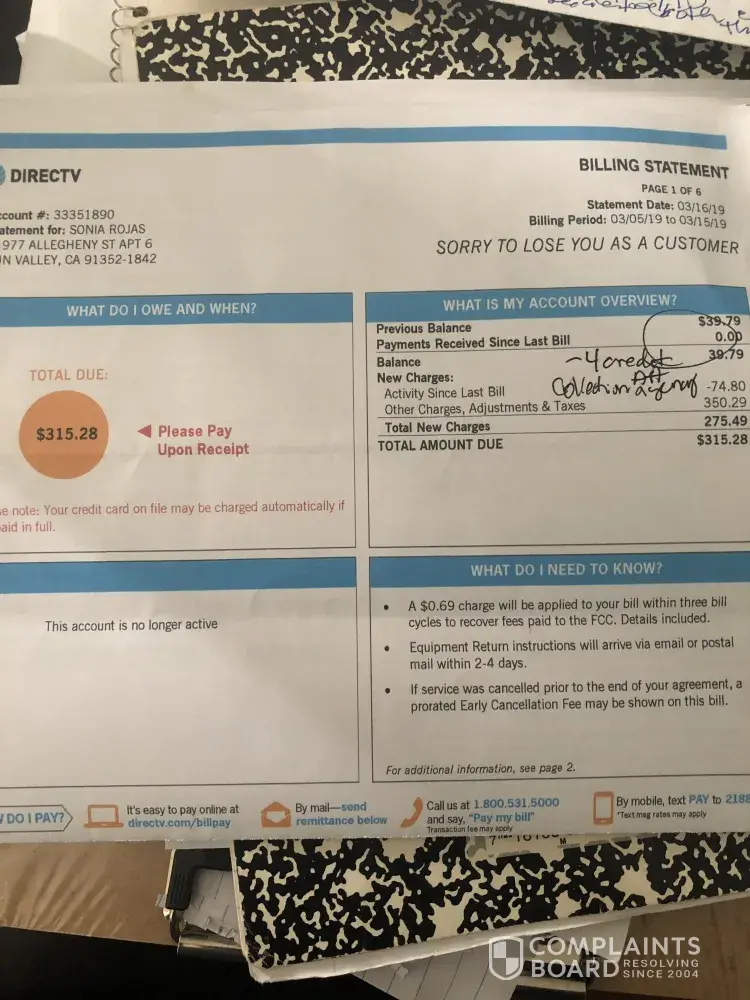 DIRECTV
BILLING STATEMENT
PAGE 1 OF 6
Statement Date: 03/16/19
Billing Period: 03/05/19 to 03/15/19
SORRY TO LOSE YOU AS A CUSTOMER
ccount #: 33351890
atement for: SONIA ROJAS
977 ALLEGHENY ST APT 6
N VALLEY, CA 91352-1842
WHAT DO I OWE AND WHEN?
TOTAL DUE:
$315.28
Please Pay
Upon Receipt
se note: Your credit card on file may be charged automatically if
aid in full.
WHAT IS MY ACCOUNT OVERVIEW?
Previous Balance $39.79
Payments Received Since Last Bill 0.00
Balance 39.79
New Charges:
Activity Since Last Bill -74.80
Other Charges, Adjustments & Taxes 350.29
Total New Charges 275.49
TOTAL AMOUNT DUE $315.28
~4 credit
Collection
This account is no longer active
WHAT DO I NEED TO KNOW?
• A $0.69 charge will be applied to your bill within three bill
cycles to recover fees paid to the FCC. Details included.
• Equipment Return instructions will arrive via email or postal
mail within 2-4 days.
• If service was cancelled prior to the end of your agreement, a
prorated Early Cancellation Fee may be shown on this bill.
For additional information, see page 2.
DO I PAY?
It's easy to pay online at
directv.com/billpay
By mail—send
remittance below
Call us at 1.800.531.5000
and say, "Pay my bill"
Transaction fee may apply
By mobile, text PAY to 2188
*Text msg rates may apply
COMPLAINTS
BOARD RESOLVING
SINCE 2004